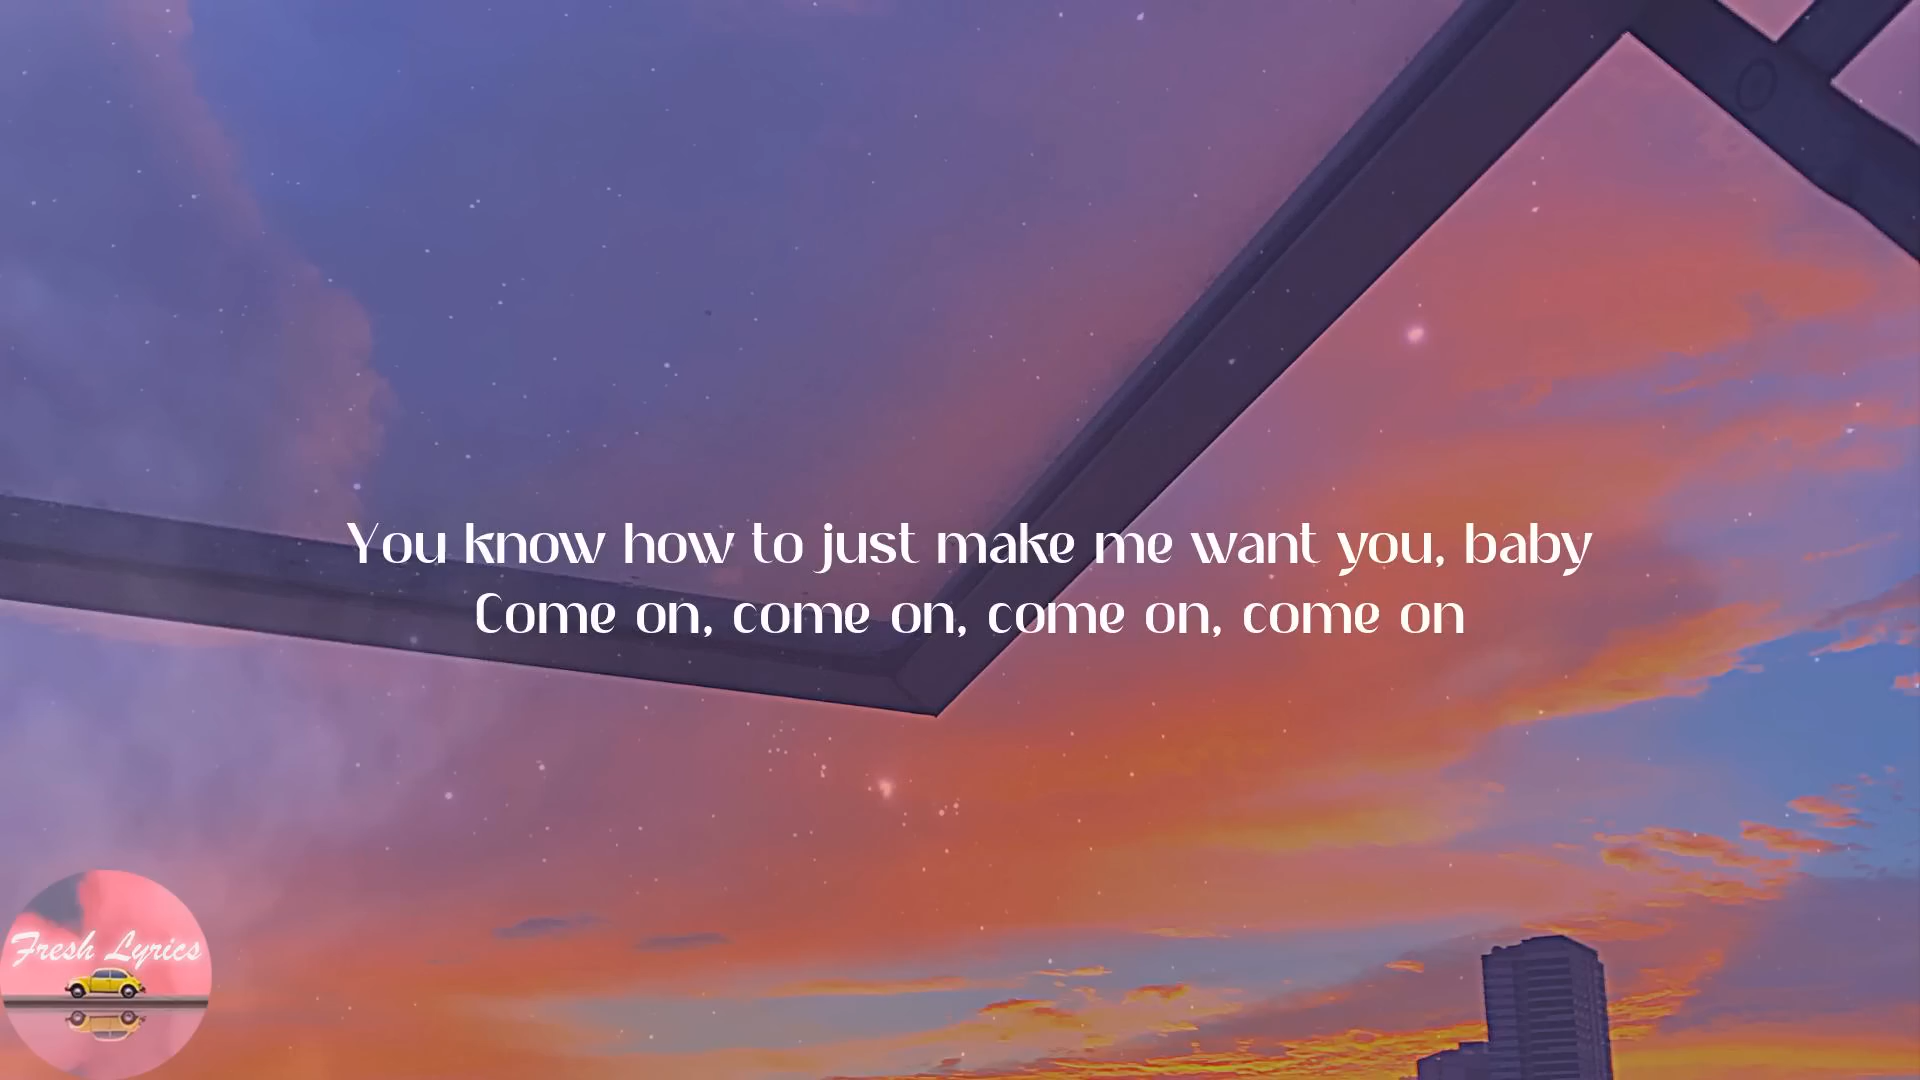 You know how to just make me want you, baby
Come on, come on, come on, come on
Fresh Lyrics